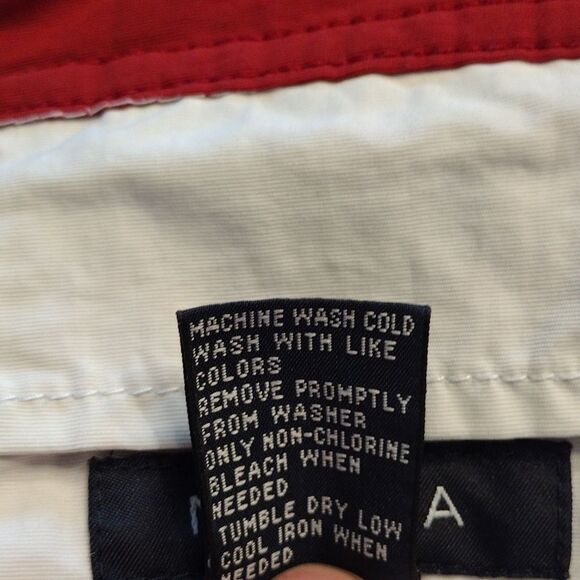 MACHINE WASH COLD
WASH WITH LIKE
COLORS
REMOVE PROMPTLY
FROM WASHER
ONLY NON-CHLORINE
BLEACH WHEN
NEEDED
TUMBLE DRY LOW
COOL IRON WHEN
NEEDED
A